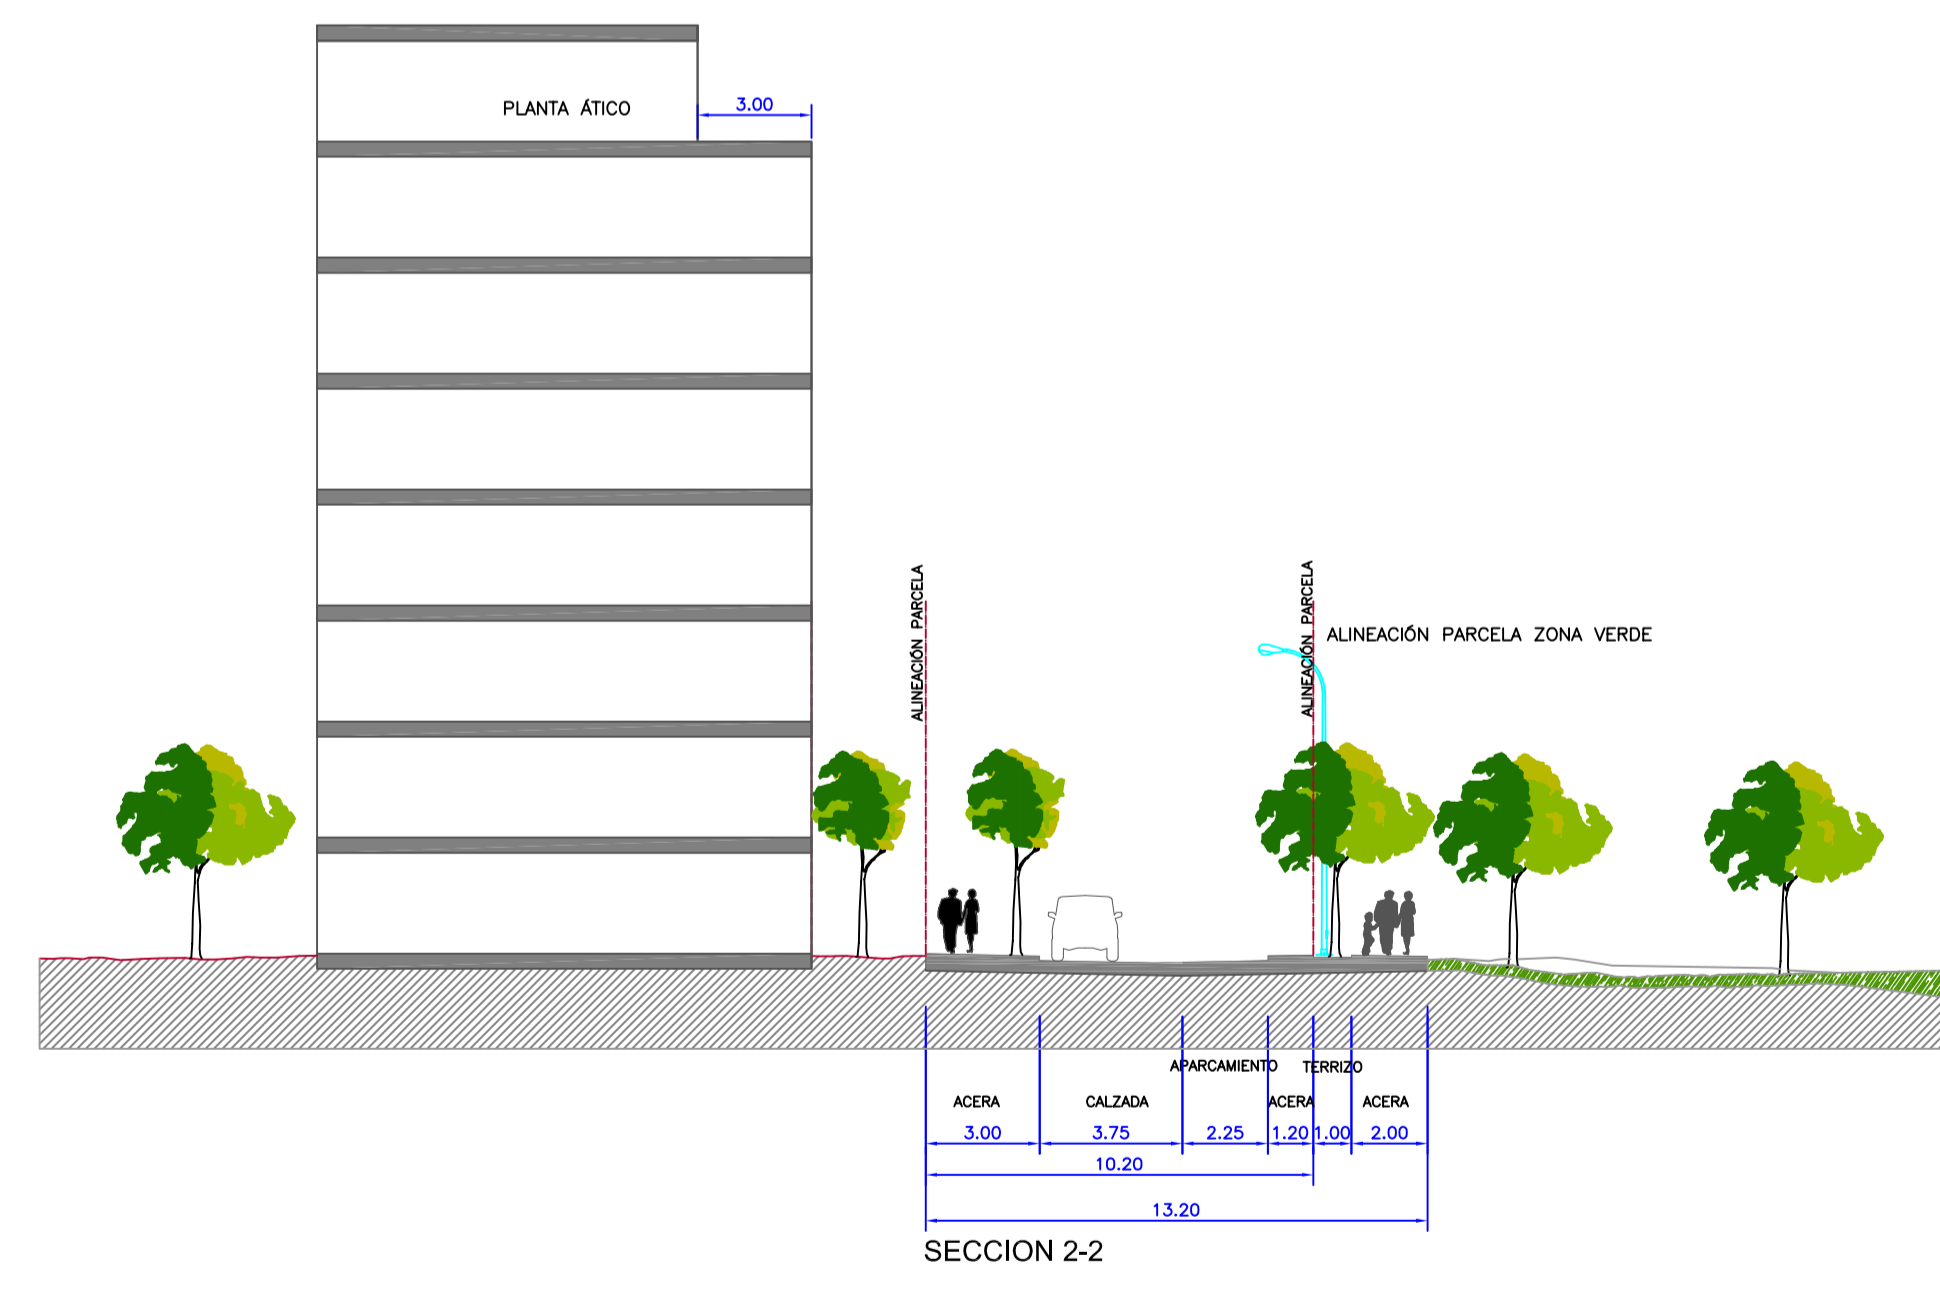 PLANTA ÁTICO
3.00
ALINEACIÓN PARCELA
ALINEACIÓN PARCELA
ALINEACIÓN PARCELA ZONA VERDE
APARCAMIENTO
TERRIZO
ACERA
CALZADA
ACERA
ACERA
3.00
3.75
2.25
1.20
1.00
2.00
10.20
13.20
SECCION 2-2